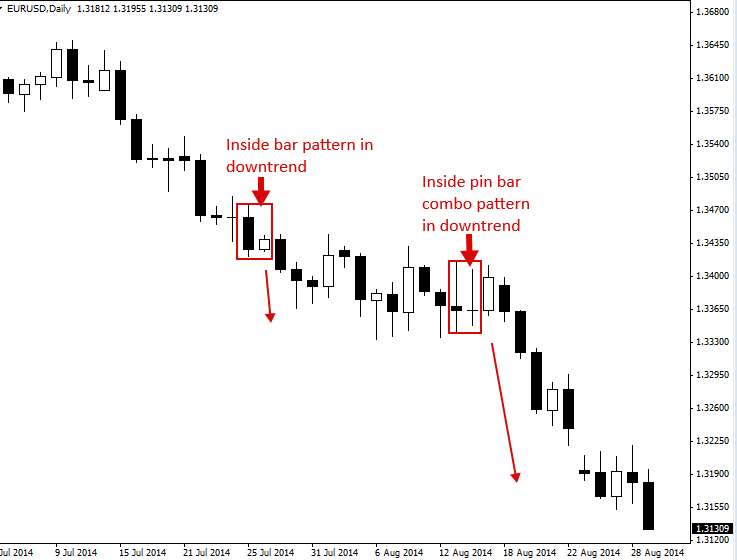 EURUSD,Daily 1.31812 1.31955 1.31309 1.31309
1.36800
1.36450
1.36100
1.35750
1.35400
1.35050
1.34700
1.34350
1.34000
1.33650
1.33300
1.32950
1.32600
1.32250
1.31900
1.31550
1.31309
1.31200
Inside bar pattern in
downtrend
Inside pin bar
combo pattern
in downtrend
Jul 2014
9 Jul 2014
15 Jul 2014
21 Jul 2014
25 Jul 2014
31 Jul 2014
6 Aug 2014
12 Aug 2014
18 Aug 2014
22 Aug 2014
28 Aug 2014